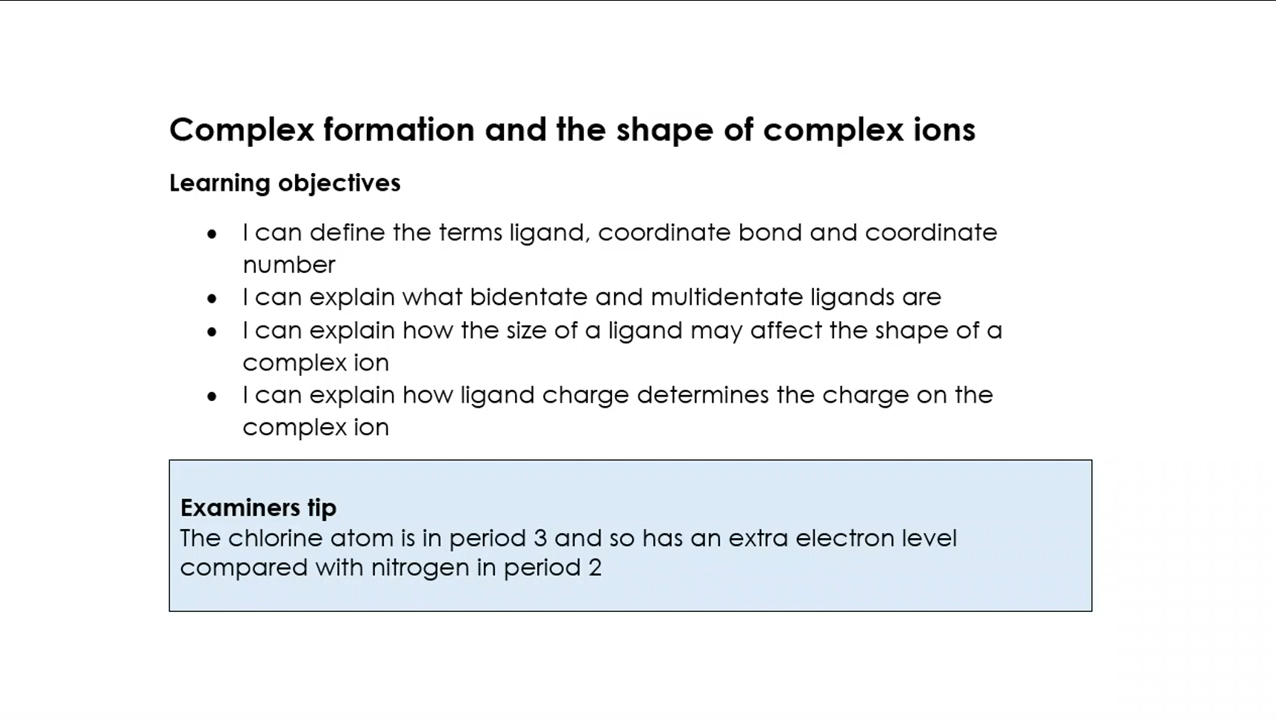 Complex formation and the shape of complex ions
Learning objectives
• I can define the terms ligand, coordinate bond and coordinate
number
• I can explain what bidentate and multidentate ligands are
• I can explain how the size of a ligand may affect the shape of a
complex ion
• I can explain how ligand charge determines the charge on the
complex ion
Examiners tip
The chlorine atom is in period 3 and so has an extra electron level
compared with nitrogen in period 2